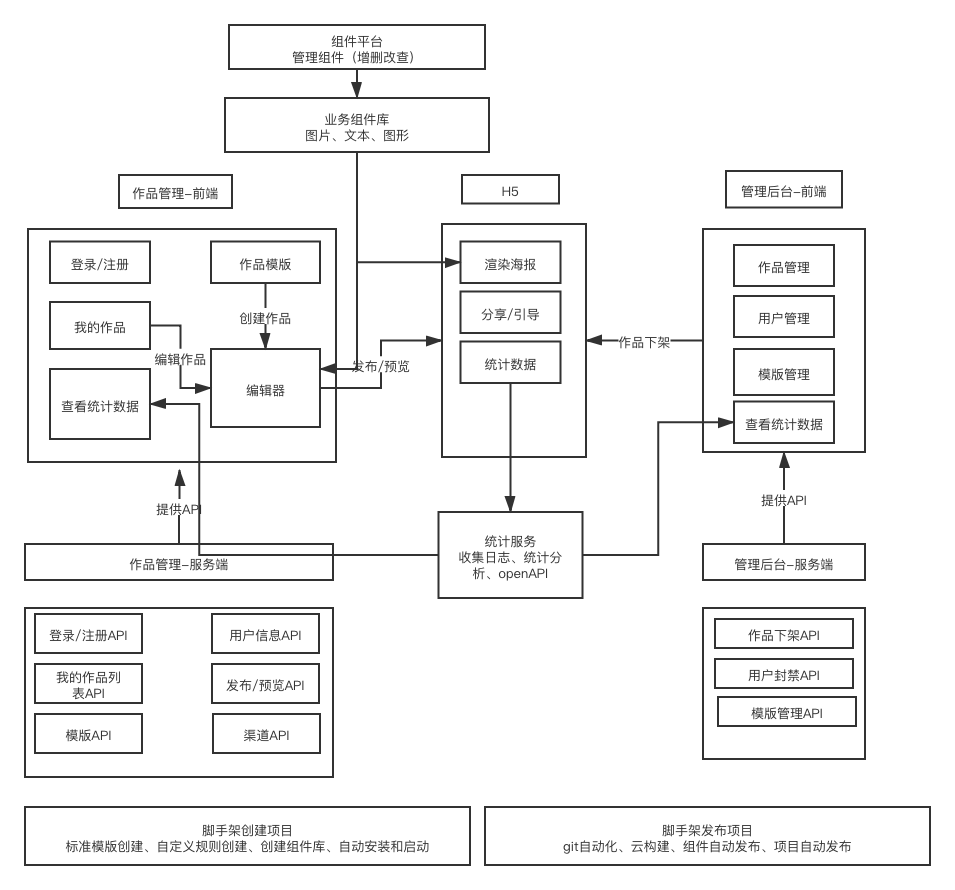 组件平台
管理组件（增删改查）
业务组件库
图片、文本、图形
作品管理-前端
H5
管理后台-前端
登录/注册
作品模版
我的作品
创建作品
编辑作品
编辑器
查看统计数据
发布/预览
渲染海报
分享/引导
统计数据
作品下架
作品管理
用户管理
模版管理
查看统计数据
提供API
提供API
作品管理-服务端
统计服务
收集日志、统计分
析、openAPI
管理后台-服务端
登录/注册API
用户信息API
我的作品列
表API
发布/预览API
模版API
渠道API
作品下架API
用户封禁API
模版管理API
脚手架创建项目
标准模版创建、自定义规则创建、创建组件库、自动安装和启动
脚手架发布项目
git自动化、云构建、组件自动发布、项目自动发布